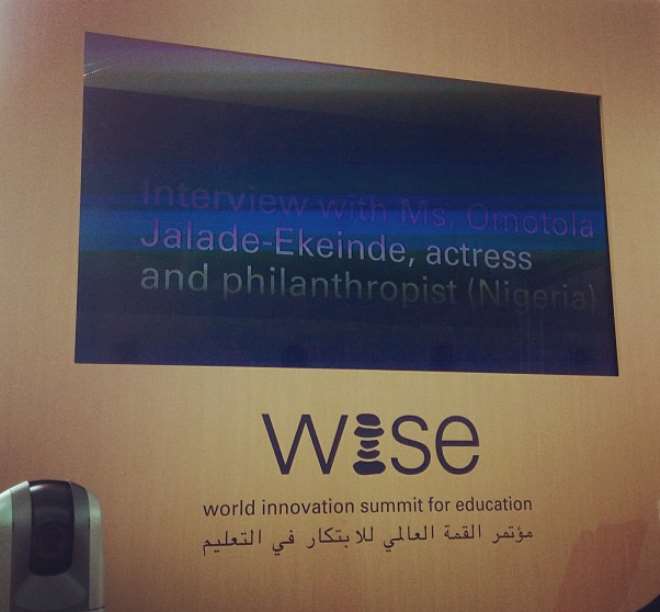 Interview with Ms. Omotola
Jalade-Ekeinde, actress
and philanthropist (Nigeria)
wise
world innovation summit for education
مؤتمر القمة العالمي للابتكار في التعليم